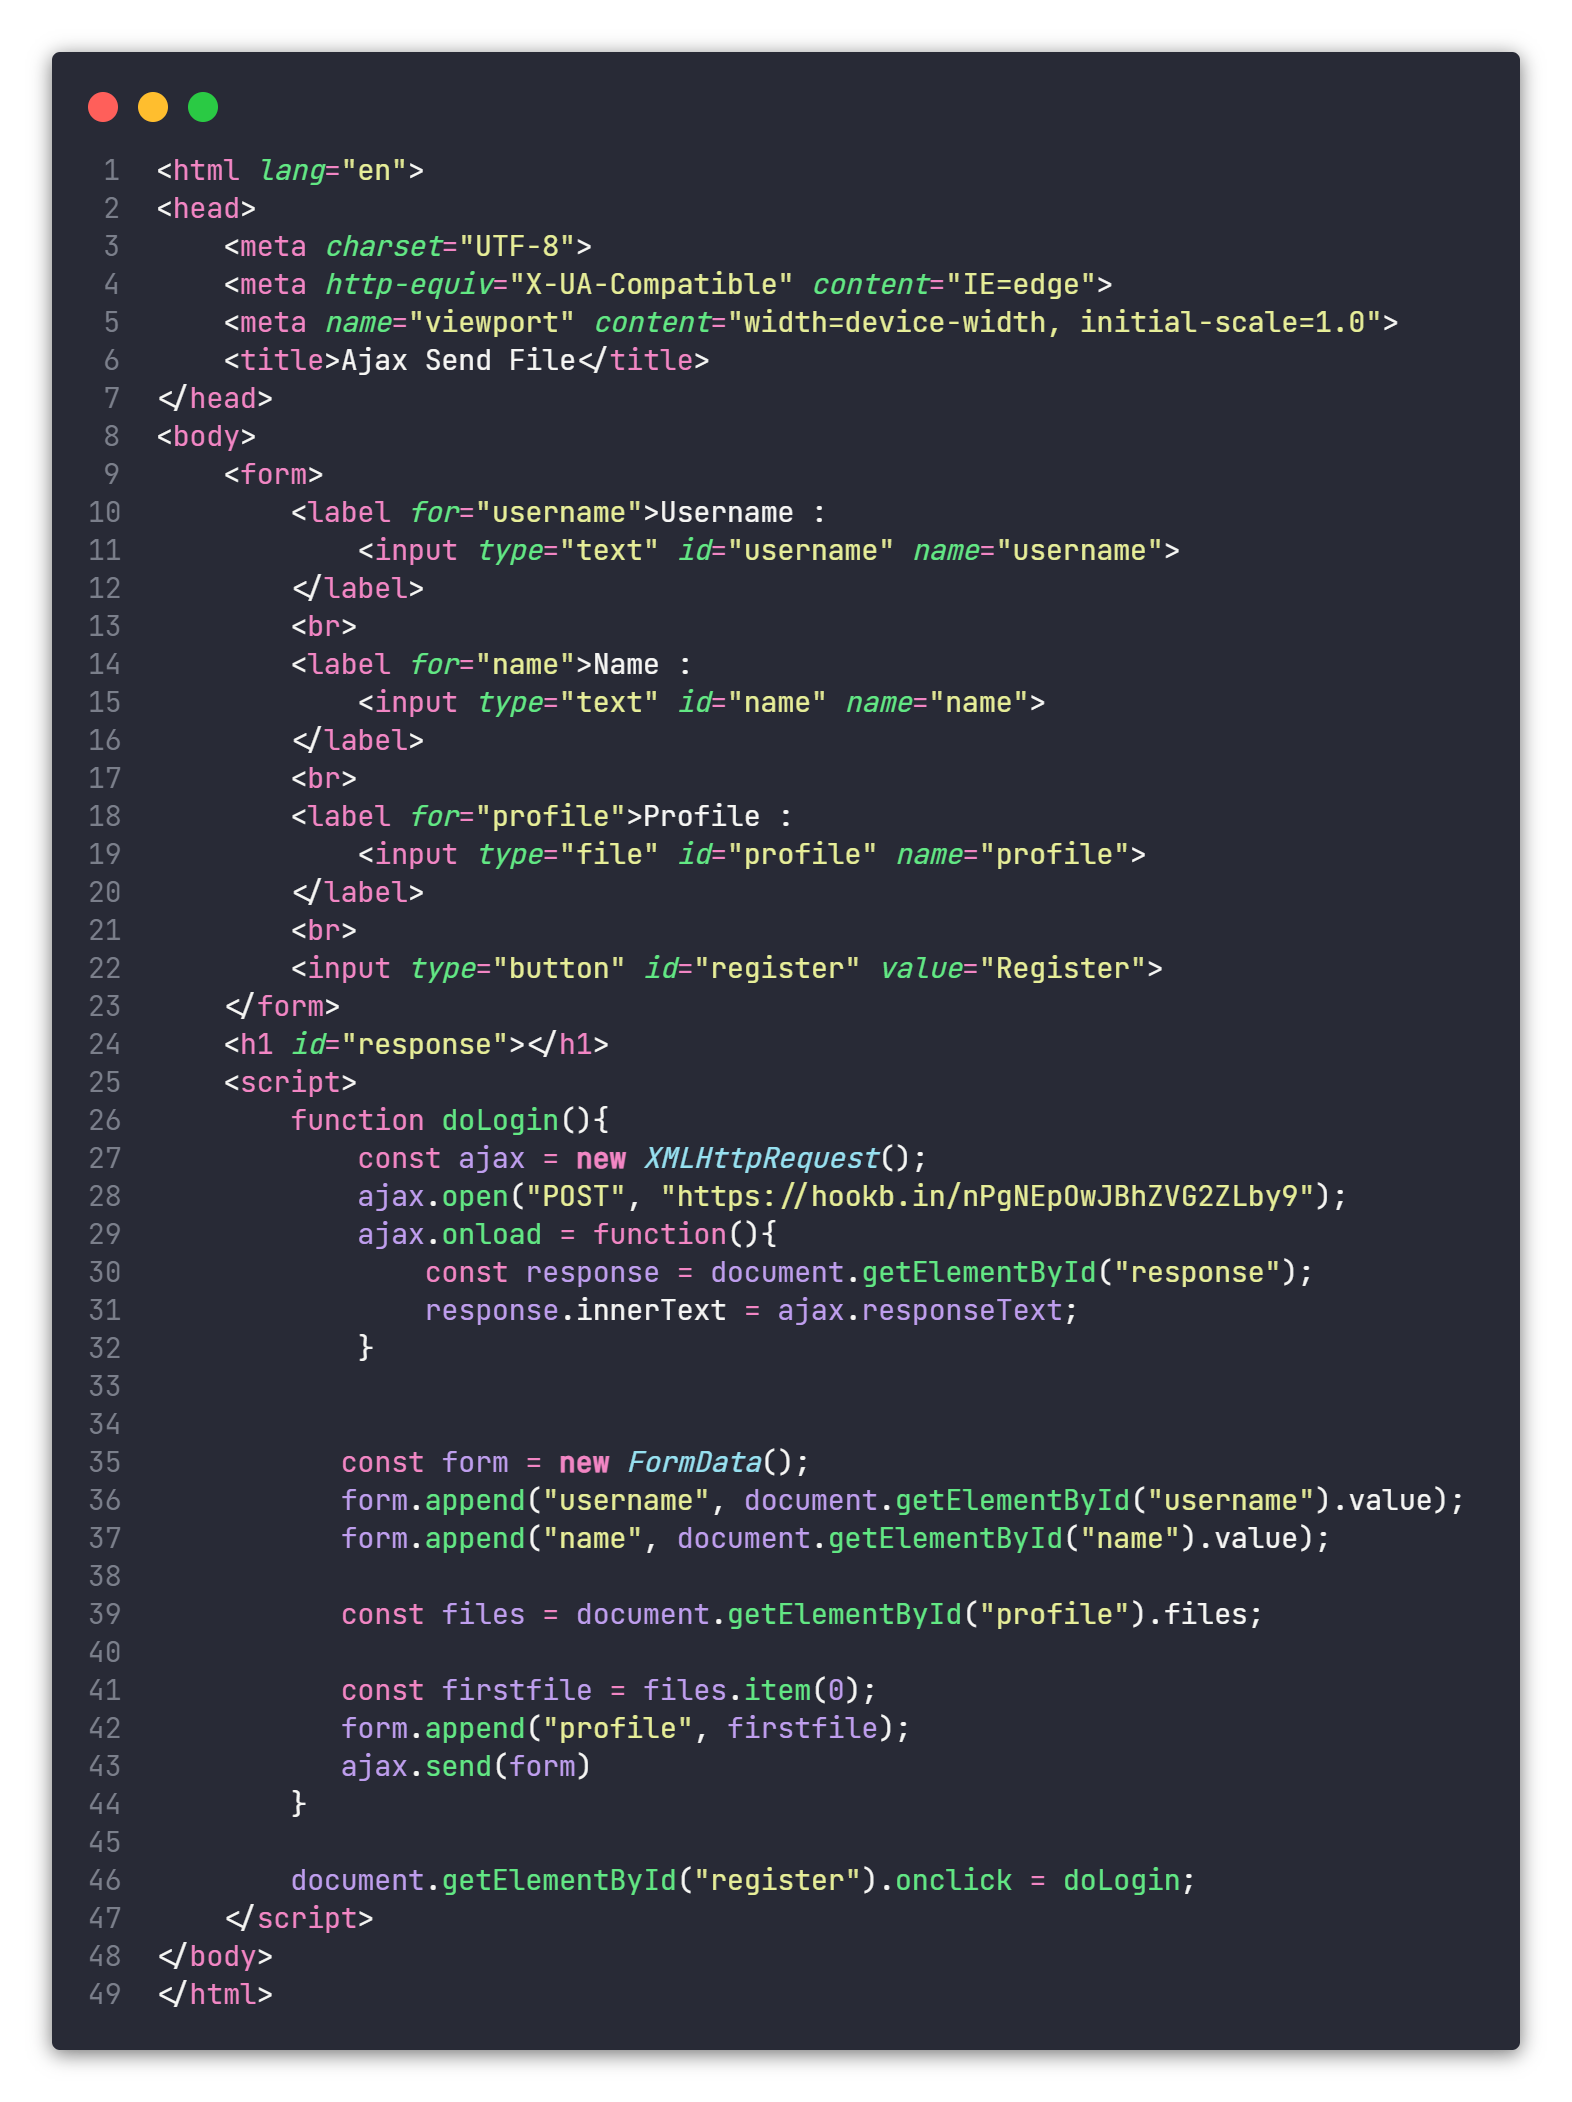 1 <html lang="en">
2 <head>
3     <meta charset="UTF-8">
4     <meta http-equiv="X-UA-Compatible" content="IE=edge">
5     <meta name="viewport" content="width=device-width, initial-scale=1.0">
6     <title>Ajax Send File</title>
7 </head>
8 <body>
9     <form>
10         <label for="username">Username :
11             <input type="text" id="username" name="username">
12         </label>
13         <br>
14         <label for="name">Name :
15             <input type="text" id="name" name="name">
16         </label>
17         <br>
18         <label for="profile">Profile :
19             <input type="file" id="profile" name="profile">
20         </label>
21         <br>
22         <input type="button" id="register" value="Register">
23     </form>
24     <h1 id="response"></h1>
25     <script>
26         function doLogin(){
27             const ajax = new XMLHttpRequest();
28             ajax.open("POST", "https://hookb.in/nPgNEpOwJBhZVG2ZLby9");
29             ajax.onload = function(){
30                 const response = document.getElementById("response");
31                 response.innerText = ajax.responseText;
32             }
33
34
35            const form = new FormData();
36            form.append("username", document.getElementById("username").value);
37            form.append("name", document.getElementById("name").value);
38
39            const files = document.getElementById("profile").files;
40
41            const firstfile = files.item(0);
42            form.append("profile", firstfile);
43            ajax.send(form)
44         }
45
46         document.getElementById("register").onclick = doLogin;
47     </script>
48 </body>
49 </html>